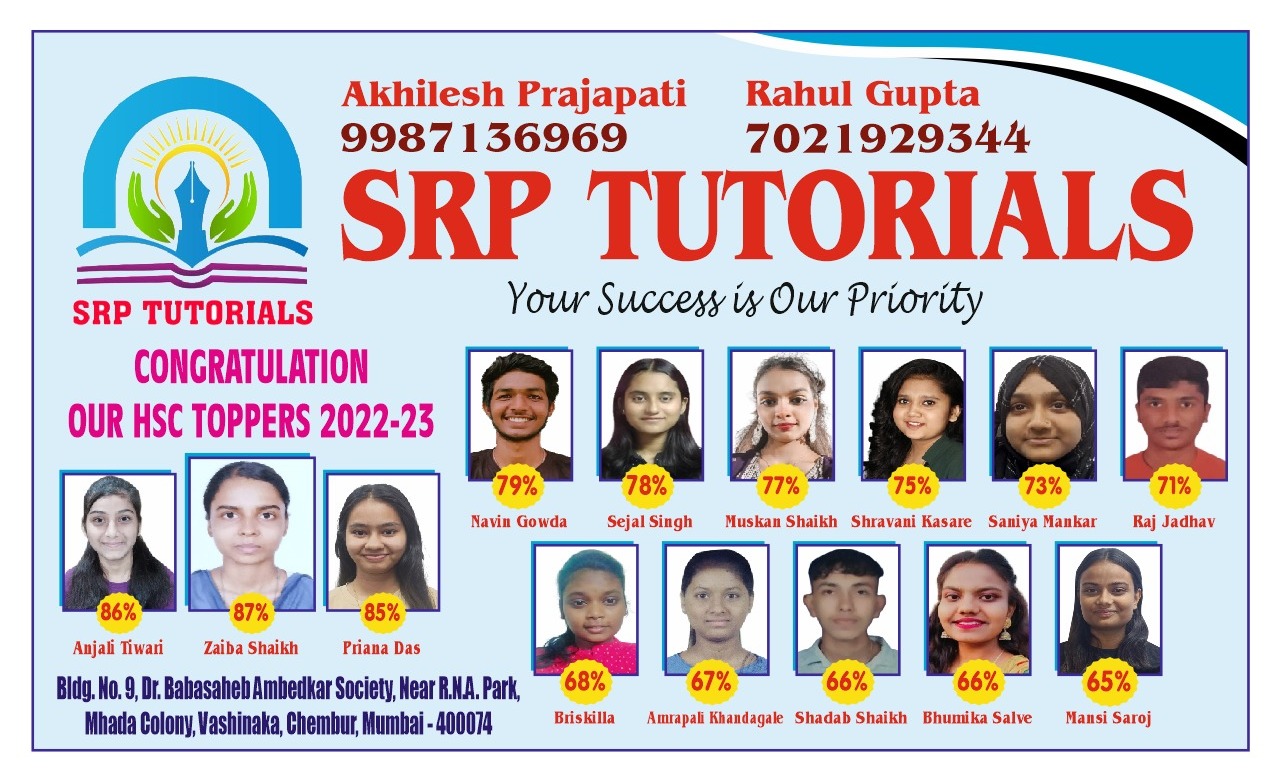 Akhilesh Prajapati Rahul Gupta
9987136969 7021929344
SRP TUTORIALS
Your Success is Our Priority
SRP TUTORIALS
CONGRATULATION
OUR HSC TOPPERS 2022-23
86% 87% 85%
Anjali Tiwari Zaiba Shaikh Priana Das
79% 78% 77% 75% 73% 71%
Navin Gowda Sejal Singh Muskan Shaikh Shravani Kasare Saniya Mankar Raj Jadhav
68% 67% 66% 66% 65%
Briskilla Amrapali Khandagale Shadab Shaikh Bhumika Salve Mansi Saroj
Bldg. No. 9, Dr. Babasaheb Ambedkar Society, Near R.N.A. Park,
Mhada Colony, Vashinaka, Chembur, Mumbai - 400074